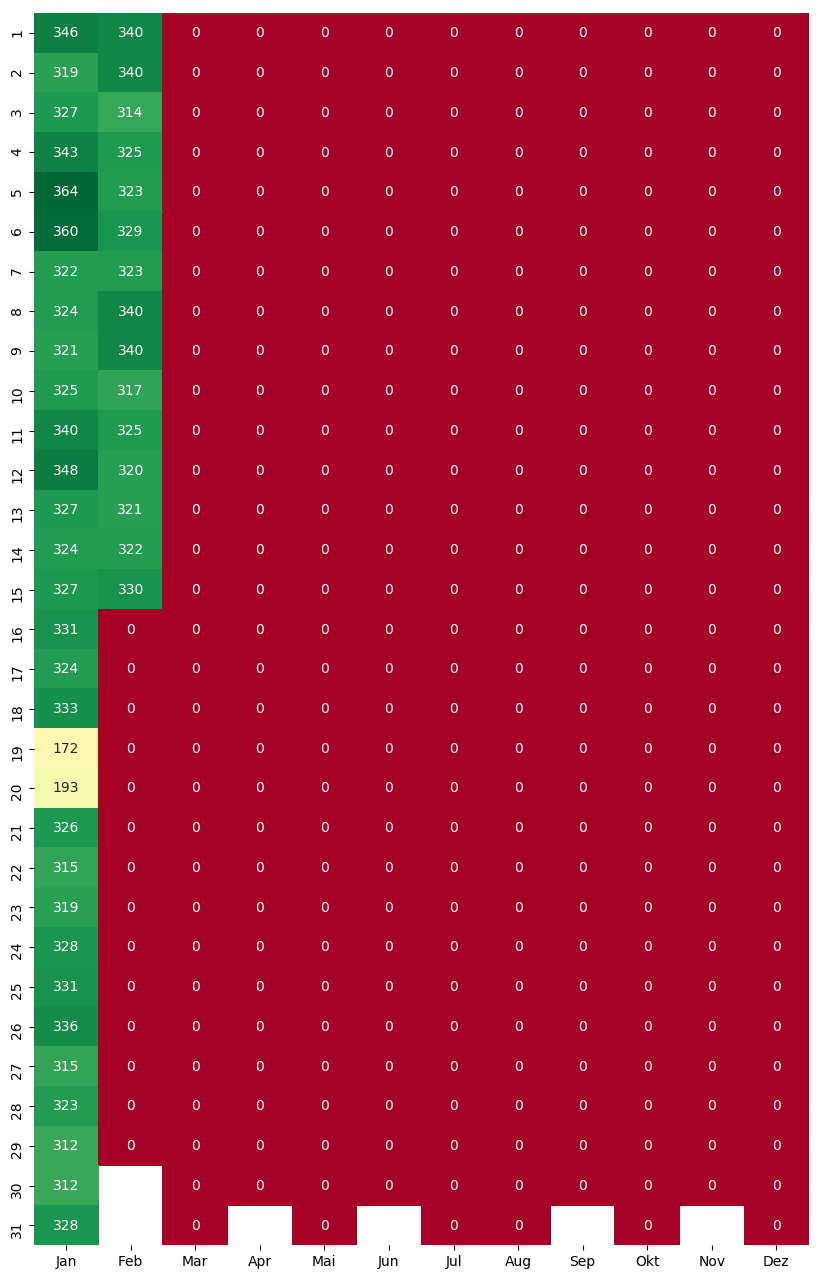 1 346 340 0 0 0 0 0 0 0 0 0 0
2 319 340 0 0 0 0 0 0 0 0 0 0
3 327 314 0 0 0 0 0 0 0 0 0 0
4 343 325 0 0 0 0 0 0 0 0 0 0
5 364 323 0 0 0 0 0 0 0 0 0 0
6 360 329 0 0 0 0 0 0 0 0 0 0
7 322 323 0 0 0 0 0 0 0 0 0 0
8 324 340 0 0 0 0 0 0 0 0 0 0
9 321 340 0 0 0 0 0 0 0 0 0 0
10 325 317 0 0 0 0 0 0 0 0 0 0
11 340 325 0 0 0 0 0 0 0 0 0 0
12 348 320 0 0 0 0 0 0 0 0 0 0
13 327 321 0 0 0 0 0 0 0 0 0 0
14 324 322 0 0 0 0 0 0 0 0 0 0
15 327 330 0 0 0 0 0 0 0 0 0 0
16 331 0 0 0 0 0 0 0 0 0 0 0
17 324 0 0 0 0 0 0 0 0 0 0 0
18 333 0 0 0 0 0 0 0 0 0 0 0
19 172 0 0 0 0 0 0 0 0 0 0 0
20 193 0 0 0 0 0 0 0 0 0 0 0
21 326 0 0 0 0 0 0 0 0 0 0 0
22 315 0 0 0 0 0 0 0 0 0 0 0
23 319 0 0 0 0 0 0 0 0 0 0 0
24 328 0 0 0 0 0 0 0 0 0 0 0
25 331 0 0 0 0 0 0 0 0 0 0 0
26 336 0 0 0 0 0 0 0 0 0 0 0
27 315 0 0 0 0 0 0 0 0 0 0 0
28 323 0 0 0 0 0 0 0 0 0 0 0
29 312 0 0 0 0 0 0 0 0 0 0 0
30 312 0 0 0 0 0 0 0 0 0 0
31 328 0 0 0 0 0 0
Jan Feb Mar Apr Mai Jun Jul Aug Sep Okt Nov Dez